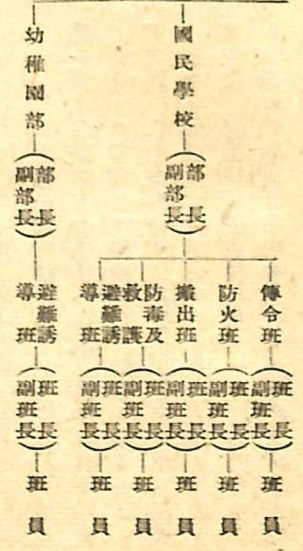 國民學校
(部長 副部長)
傳令班
(班長 副班長)
班員
防火班
(班長 副班長)
班員
搬出班
(班長 副班長)
班員
防毒及救護班
(班長 副班長)
班員
避難誘導班
(班長 副班長)
班員
幼稚園部
(部長 副部長)
避難誘導班
(班長 副班長)
班員